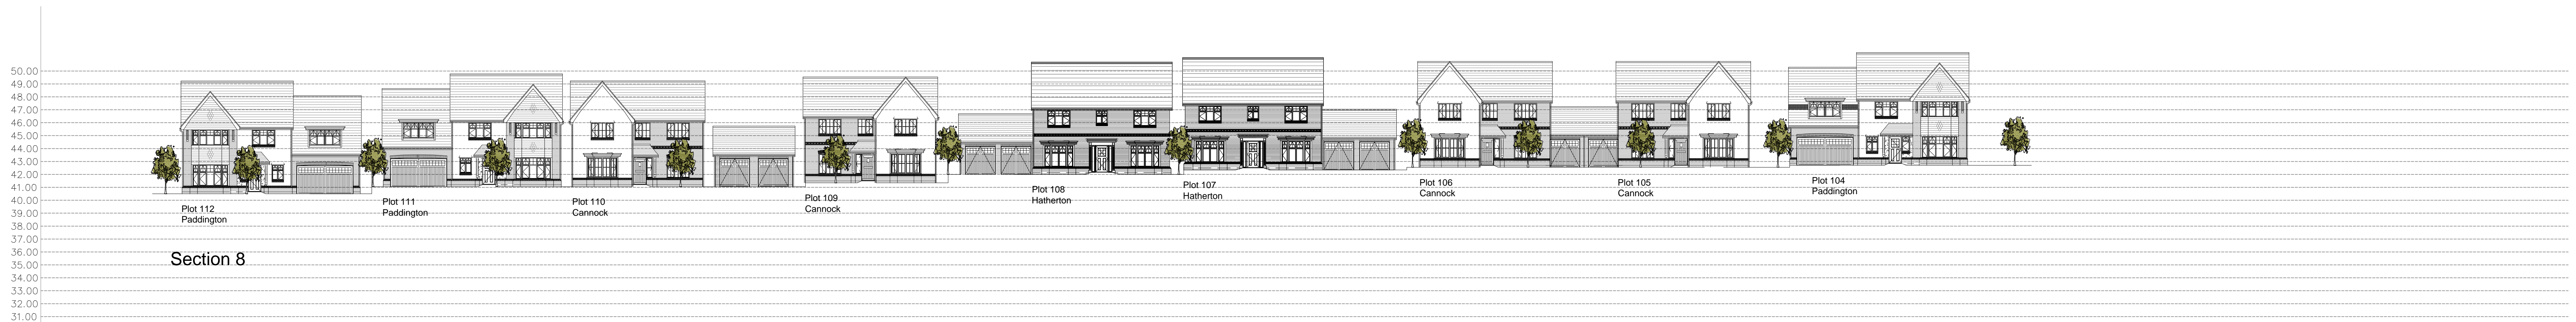 50.00
49.00
48.00
47.00
46.00
45.00
44.00
43.00
42.00
41.00
40.00
39.00
38.00
37.00
36.00
35.00
34.00
33.00
32.00
31.00
Plot 112
Paddington
Plot 111
Paddington
Plot 110
Cannock
Plot 109
Cannock
Plot 108
Hatherton
Plot 107
Hatherton
Plot 106
Cannock
Plot 105
Cannock
Plot 104
Paddington
Section 8